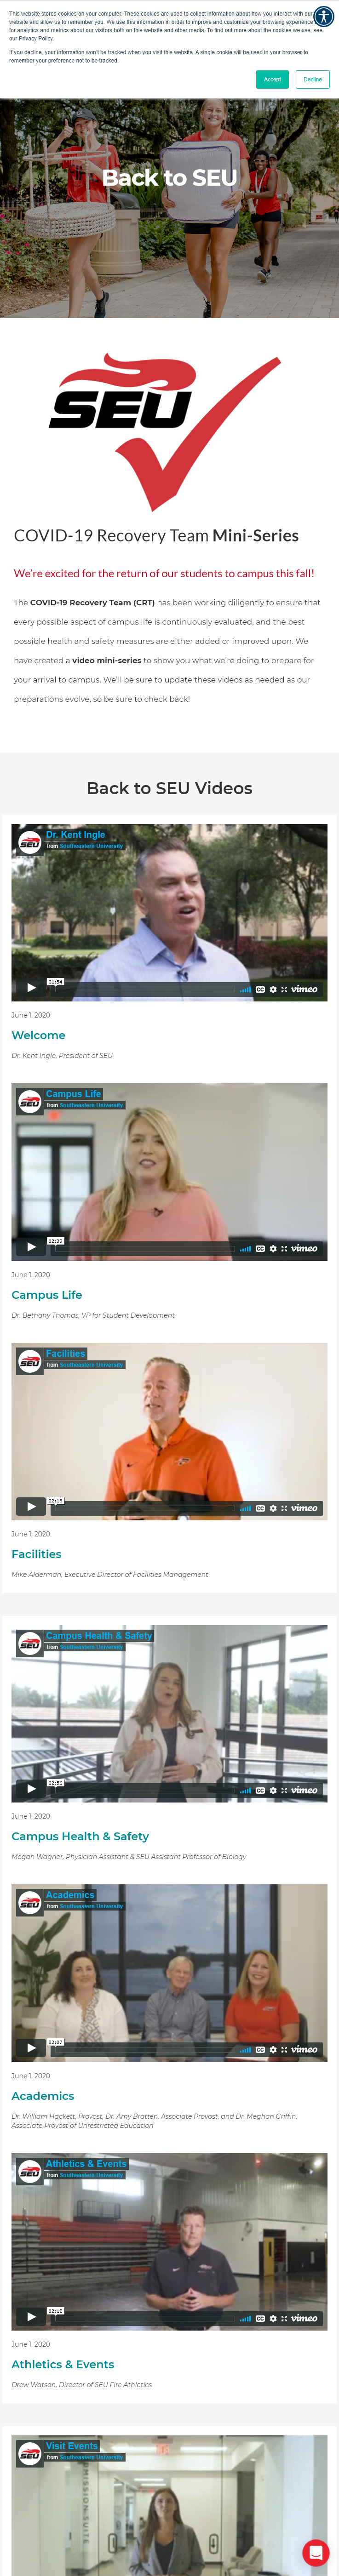 This website stores cookies on your computer. These cookies are used to collect information about how you interact with our
website and allow us to remember you. We use this information in order to improve and customize your browsing experience and
for analytics and metrics about our visitors both on this website and other media. To find out more about the cookies we use, see
our Privacy Policy.
If you decline, your information won't be tracked when you visit this website. A single cookie will be used in your browser to
remember your preference not to be tracked.
Accept
Decline
Back to SEU
SEU
COVID-19 Recovery Team Mini-Series
We're excited for the return of our students to campus this fall!
The COVID-19 Recovery Team (CRT) has been working diligently to ensure that
every possible aspect of campus life is continuously evaluated, and the best
possible health and safety measures are either added or improved upon. We
have created a video mini-series to show you what we're doing to prepare for
your arrival to campus. We'll be sure to update these videos as needed as our
preparations evolve, so be sure to check back!
Back to SEU Videos
SEU
Dr. Kent Ingle
from Southeastern University
01:54
CC
vimeo
June 1, 2020
Welcome
Dr. Kent Ingle, President of SEU
SEU
Campus Life
from Southeastern University
02:39
CC
vimeo
June 1, 2020
Campus Life
Dr. Bethany Thomas, VP for Student Development
SEU
Facilities
from Southeastern University
02:16
CC
vimeo
June 1, 2020
Facilities
Mike Alderman, Executive Director of Facilities Management
SEU
Campus Health & Safety
from Southeastern University
02:56
CC
vimeo
June 1, 2020
Campus Health & Safety
Megan Wagner, Physician Assistant & SEU Assistant Professor of Biology
SEU
Academics
from Southeastern University
03:07
CC
vimeo
June 1, 2020
Academics
Dr. William Hackett, Provost, Dr. Amy Bratten, Associate Provost, and Dr. Meghan Griffin,
Associate Provost of Unrestricted Education
SEU
Athletics & Events
from Southeastern University
02:12
CC
vimeo
June 1, 2020
Athletics & Events
Drew Watson, Director of SEU Fire Athletics
SEU
Visit Events
from Southeastern University